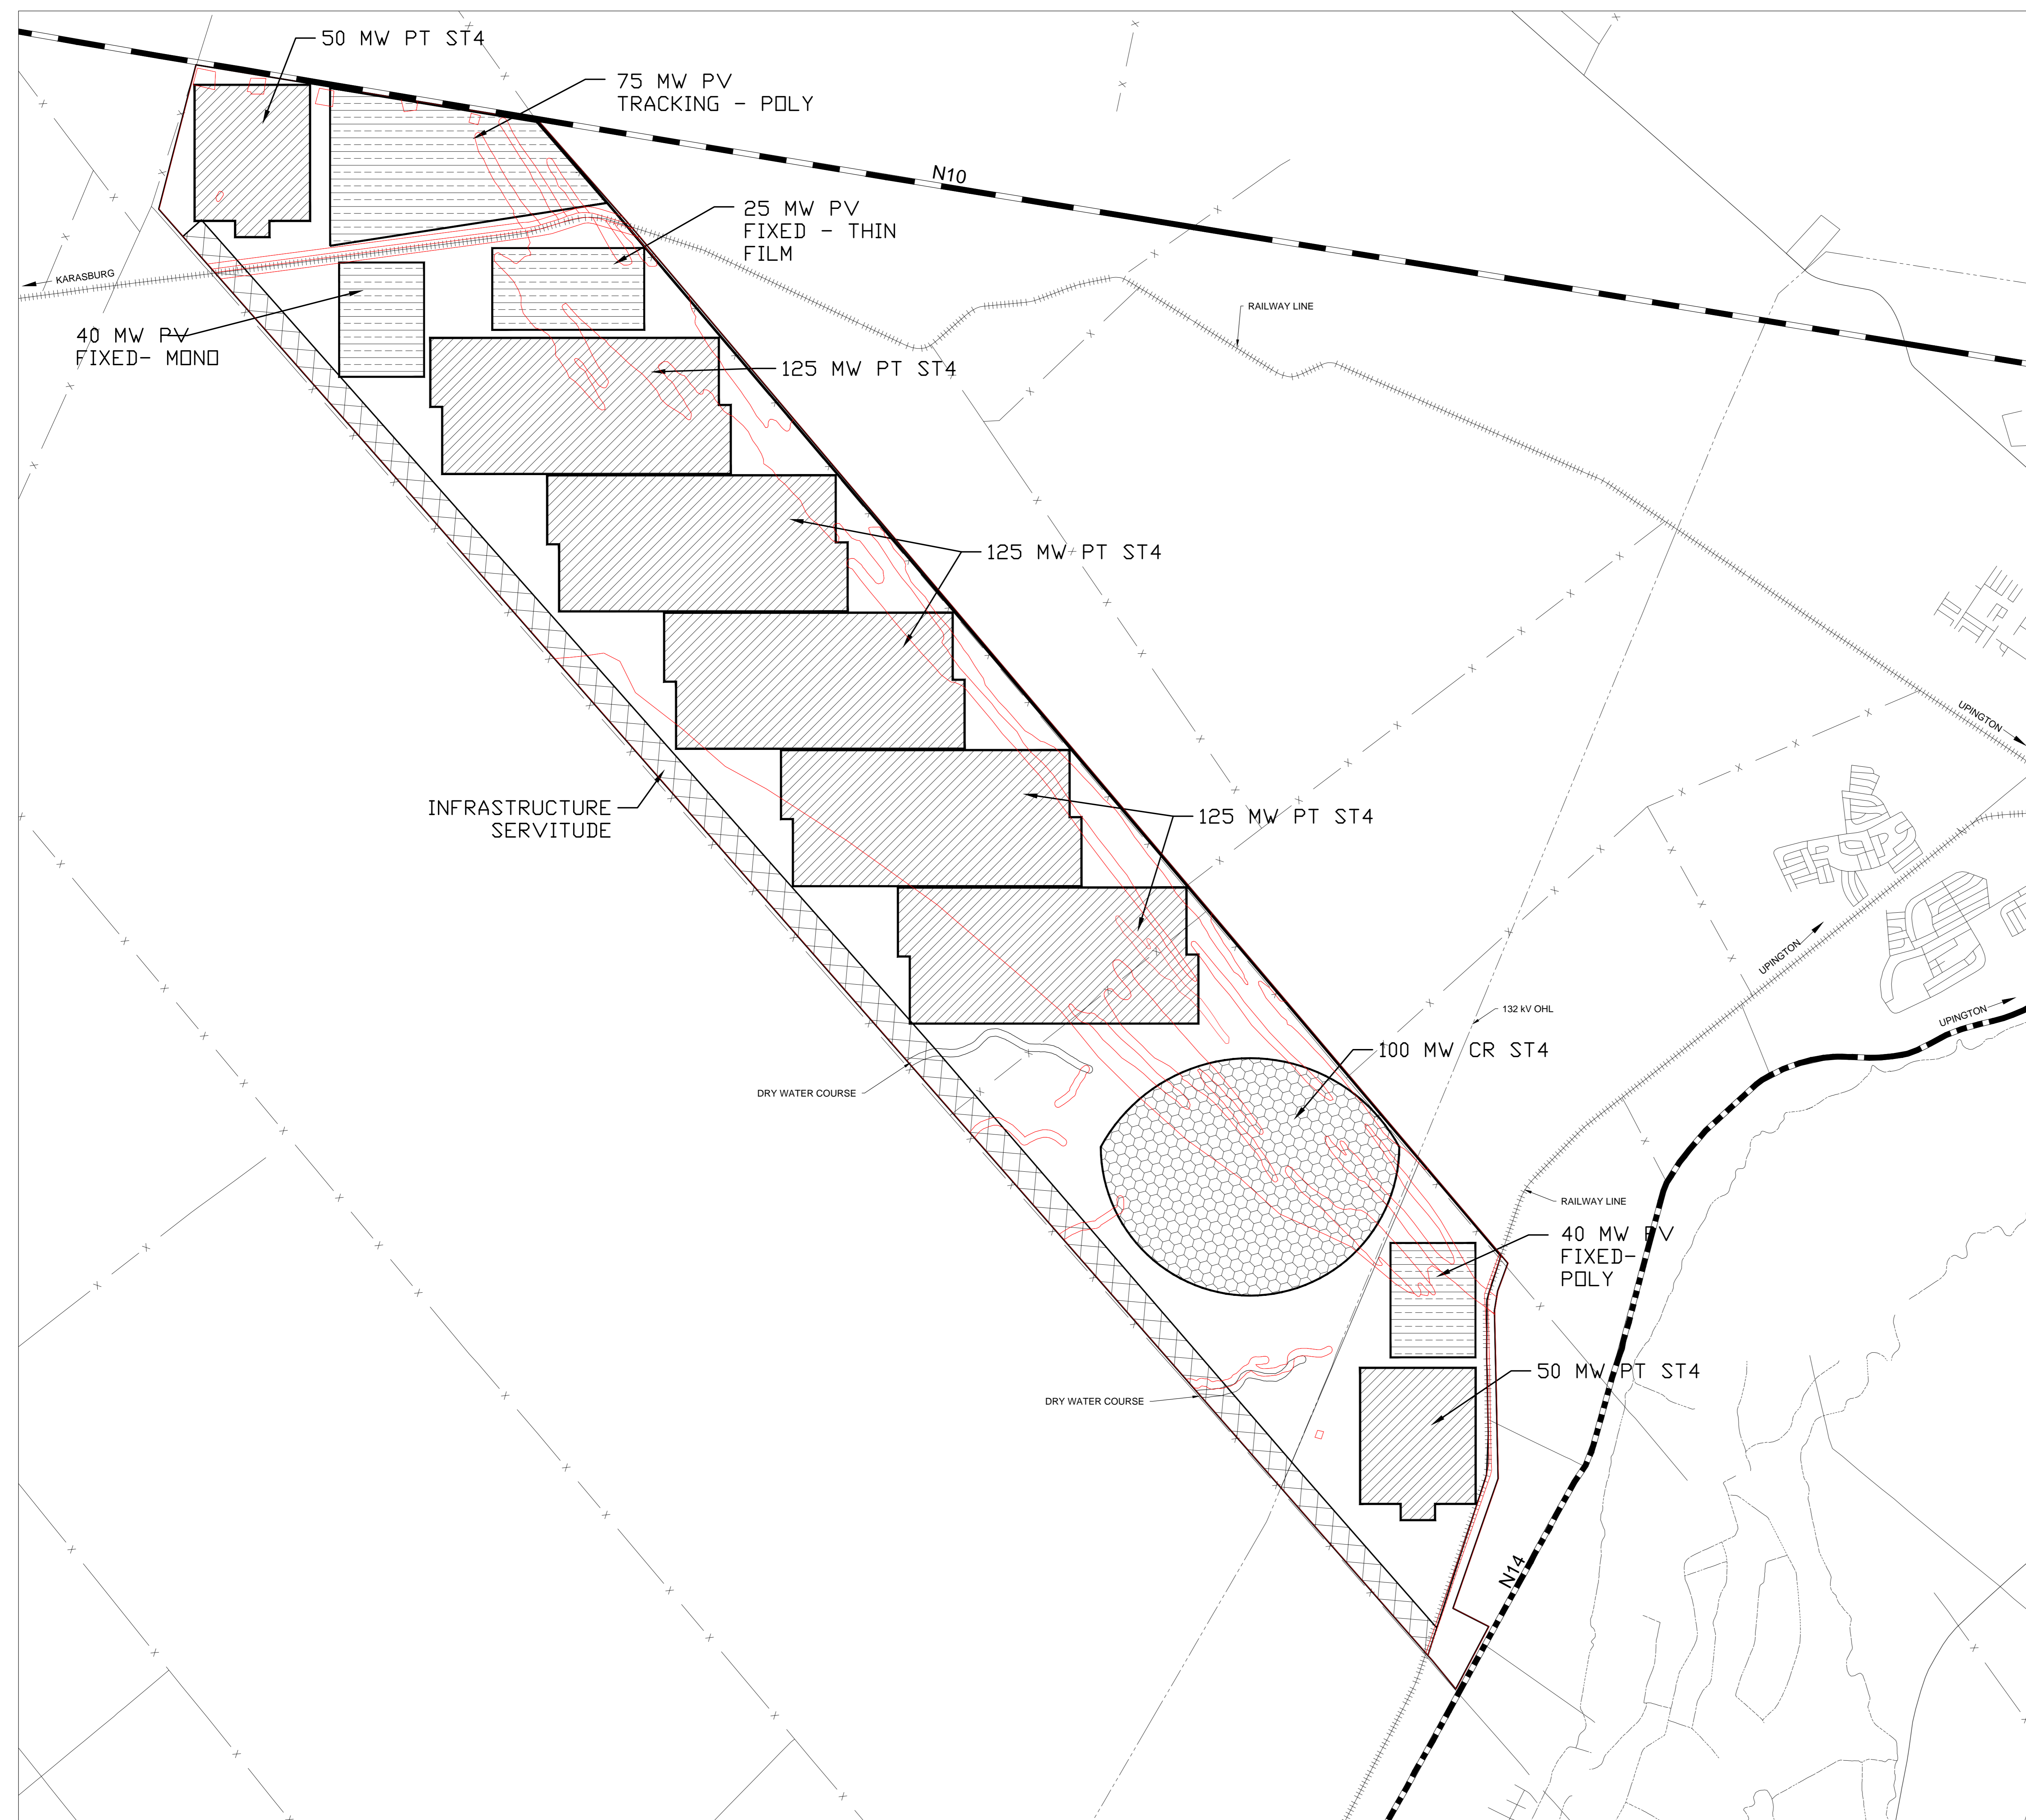 50 MW PT ST4
75 MW PV
TRACKING - POLY
N10
25 MW PV
FIXED - THIN
FILM
KARASBURG
RAILWAY LINE
40 MW PV
FIXED- MONO
125 MW PT ST4
125 MW PT ST4
UPINGTON
INFRASTRUCTURE
SERVITUDE
125 MW PT ST4
UPINGTON
132 kV OHL
UPINGTON
100 MW CR ST4
DRY WATER COURSE
RAILWAY LINE
40 MW PV
FIXED-
POLY
50 MW PT ST4
DRY WATER COURSE
N14